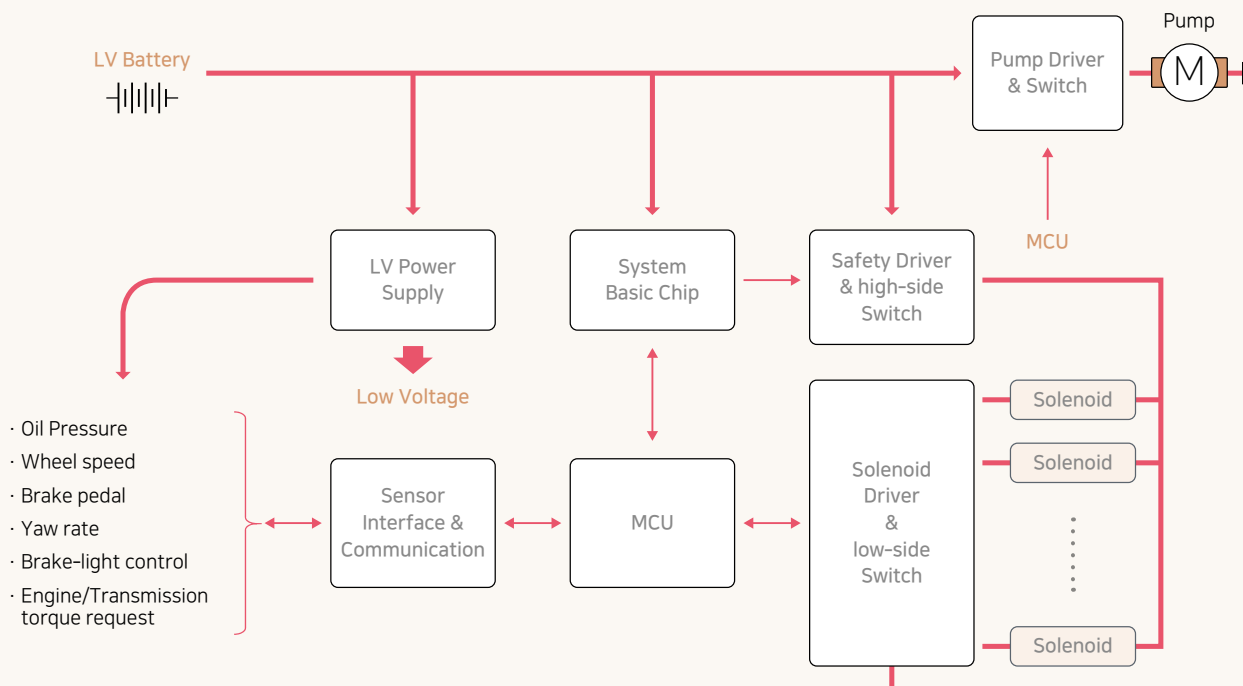 Pump
LV Battery
Pump Driver
& Switch
M
MCU
LV Power
Supply
System
Basic Chip
Safety Driver
& high-side
Switch
Low Voltage
Solenoid
Solenoid
Solenoid
· Oil Pressure
· Wheel speed
· Brake pedal
· Yaw rate
· Brake-light control
· Engine/Transmission
torque request
Sensor
Interface &
Communication
MCU
Solenoid
Driver
&
low-side
Switch